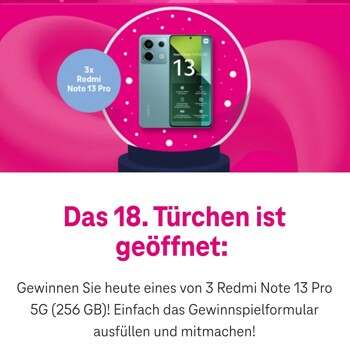 3x
Redmi
Note 13 Pro
13
Das 18. Türchen ist
geöffnet:
Gewinnen Sie heute eines von 3 Redmi Note 13 Pro
5G (256 GB)! Einfach das Gewinnspielformular
ausfüllen und mitmachen!